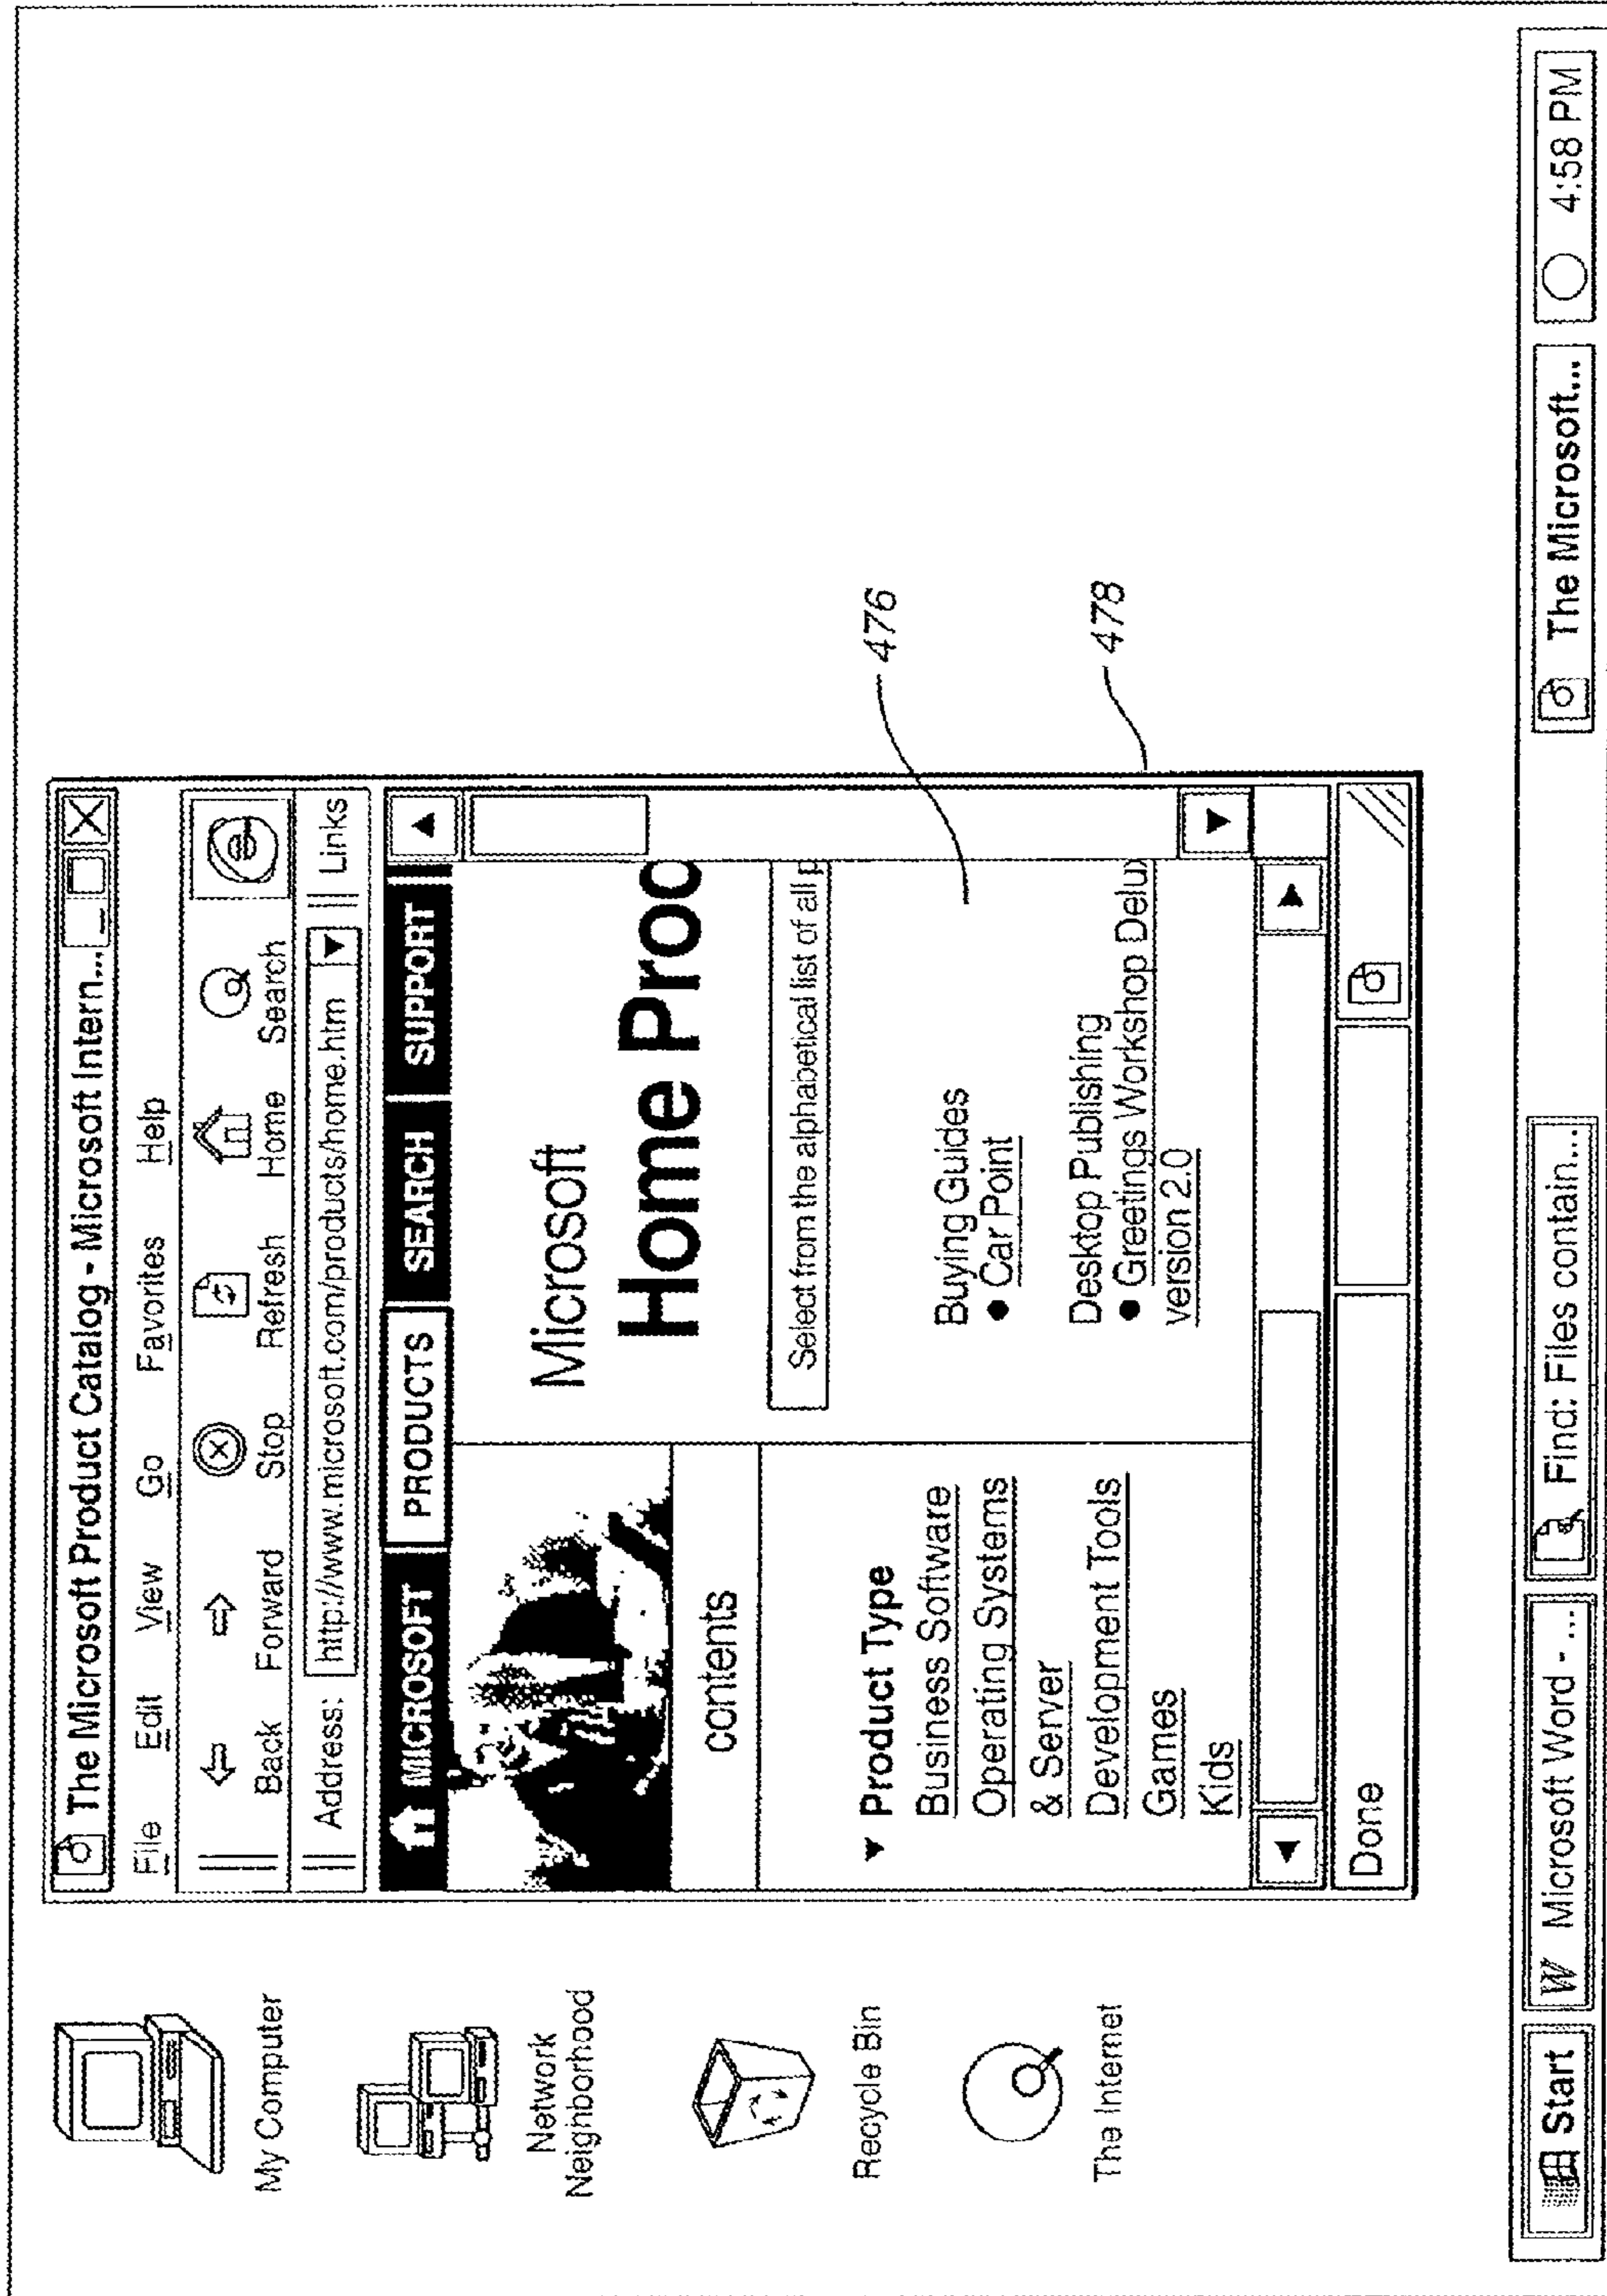 The Microsoft Product Catalog - Microsoft Intern...
File Edit View Go Favorites Help
Back Forward Stop Refresh Home Search
Address: http://www.microsoft.com/products/home.htm Links
MICROSOFT PRODUCTS SEARCH SUPPORT
Microsoft
Home Prod
Select from the alphabetical list of all p
contents
Product Type
Business Software
Operating Systems
& Server
Development Tools
Games
Kids
Buying Guides
• Car Point
Desktop Publishing
• Greetings Workshop Delux
version 2.0
Done
476
478
My Computer
Network
Neighborhood
Recycle Bin
The Internet
Start
W Microsoft Word - ...
Find: Files contain...
The Microsoft...
4:58 PM